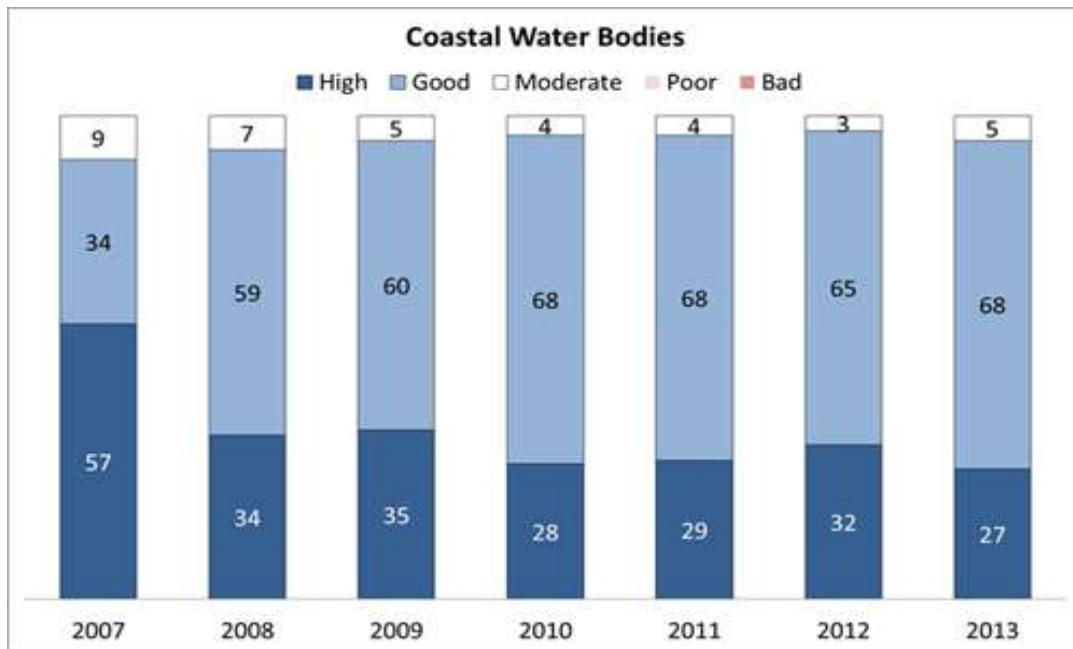 Coastal Water Bodies
High Good Moderate Poor Bad
9 7 5 4 4 3 5
34 59 60 68 68 65 68
57 34 35 28 29 32 27
2007 2008 2009 2010 2011 2012 2013